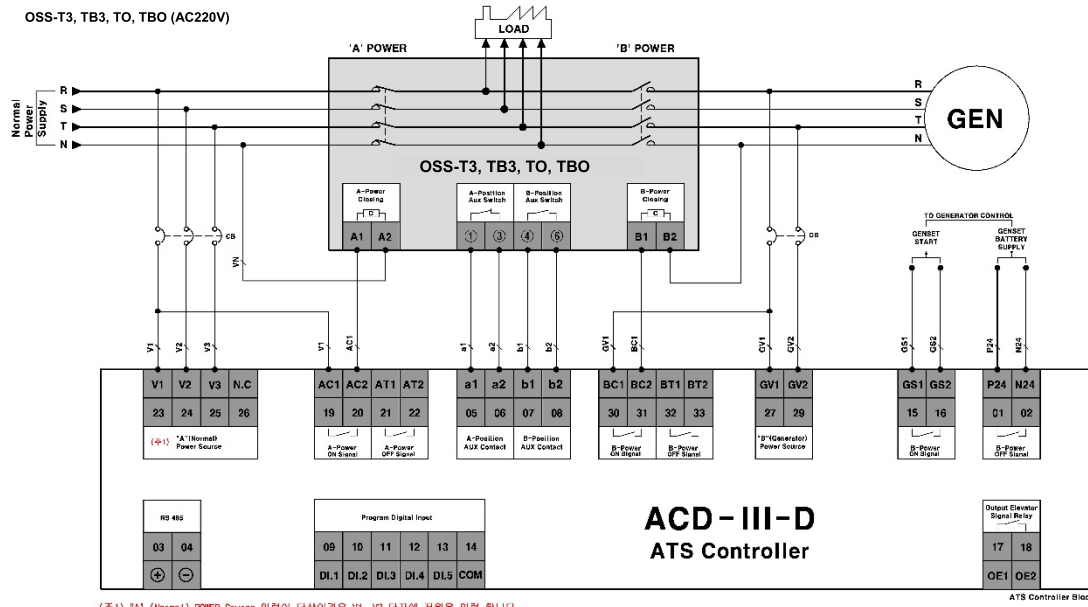 OSS-T3, TB3, TO, TBO (AC220V)
LOAD
'A' POWER
'B' POWER
Normal
Power
Supply
R
S
T
N
R
S
T
N
GEN
OSS-T3, TB3, TO, TBO
A-Power
Closing
A-Position
Aux Switch
B-Position
Aux Switch
B-Power
Closing
A1 A2
① ③ ④ ⑥
B1 B2
CB
VN
TO GENERATOR CONTROL
GENSET
START
GENSET
BATTERY
SUPPLY
V1 V2 V3 V1 AC1 a1 a2 b1 b2 GV1 BC1 GV1 GV2 GS1 GS2 P24 N24
V1 V2 V3 N.C AC1 AC2 AT1 AT2 a1 a2 b1 b2 BC1 BC2 BT1 BT2 GV1 GV2 GS1 GS2 P24 N24
23 24 25 26 19 20 21 22 05 06 07 08 30 31 32 33 27 29 15 16 01 02
(주1) "A"(Normal)
Power Source
A-Power
ON Signal
A-Power
OFF Signal
A-Position
AUX Contact
B-Position
AUX Contact
B-Power
ON Signal
B-Power
OFF Signal
"B"(Generator)
Power Source
B-Power
ON Signal
B-Power
OFF Signal
RS 485
03 04
⊕ ⊖
Program Digital Input
09 10 11 12 13 14
DI.1 DI.2 DI.3 DI.4 DI.5 COM
ACD-III-D
ATS Controller
Output Elevator
Signal Relay
17 18
OE1 OE2
ATS Controller Bloc
(주1) "A" (Normal) POWER Source